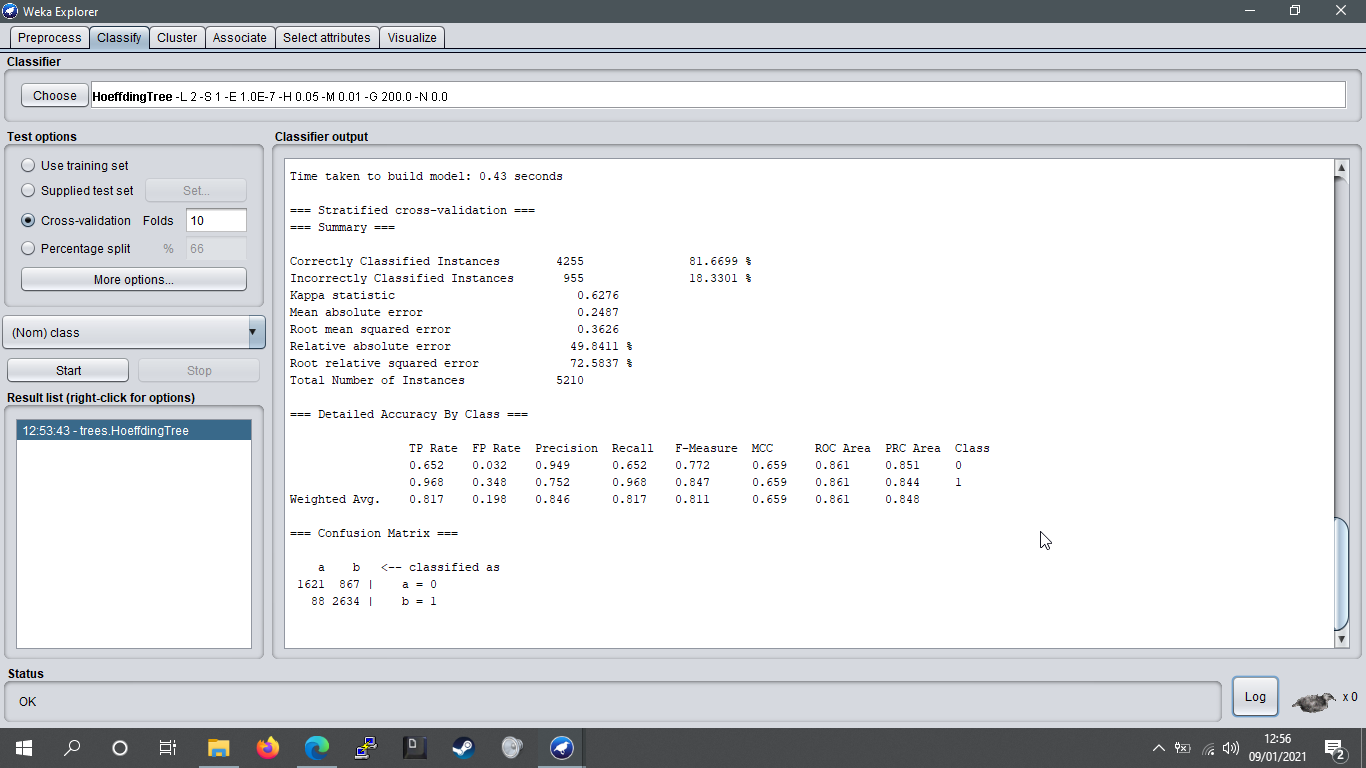 Weka Explorer
Preprocess Classify Cluster Associate Select attributes Visualize
Classifier
Choose HoeffdingTree -L 2 -S 1 -E 1.0E-7 -H 0.05 -M 0.01 -G 200.0 -N 0.0
Test options
Use training set
Supplied test set Set...
Cross-validation Folds 10
Percentage split % 66
More options...
(Nom) class
Start Stop
Result list (right-click for options)
12:53:43 - trees.HoeffdingTree
Classifier output
Time taken to build model: 0.43 seconds
=== Stratified cross-validation ===
=== Summary ===
Correctly Classified Instances 4255 81.6699 %
Incorrectly Classified Instances 955 18.3301 %
Kappa statistic 0.6276
Mean absolute error 0.2487
Root mean squared error 0.3626
Relative absolute error 49.8411 %
Root relative squared error 72.5837 %
Total Number of Instances 5210
=== Detailed Accuracy By Class ===
TP Rate FP Rate Precision Recall F-Measure MCC ROC Area PRC Area Class
0.652 0.032 0.949 0.652 0.772 0.659 0.861 0.851 0
0.968 0.348 0.752 0.968 0.847 0.659 0.861 0.844 1
Weighted Avg. 0.817 0.198 0.846 0.817 0.811 0.659 0.861 0.848
=== Confusion Matrix ===
a b <-- classified as
1621 867 | a = 0
88 2634 | b = 1
Status
OK
Log
x 0
12:56
09/01/2021
2